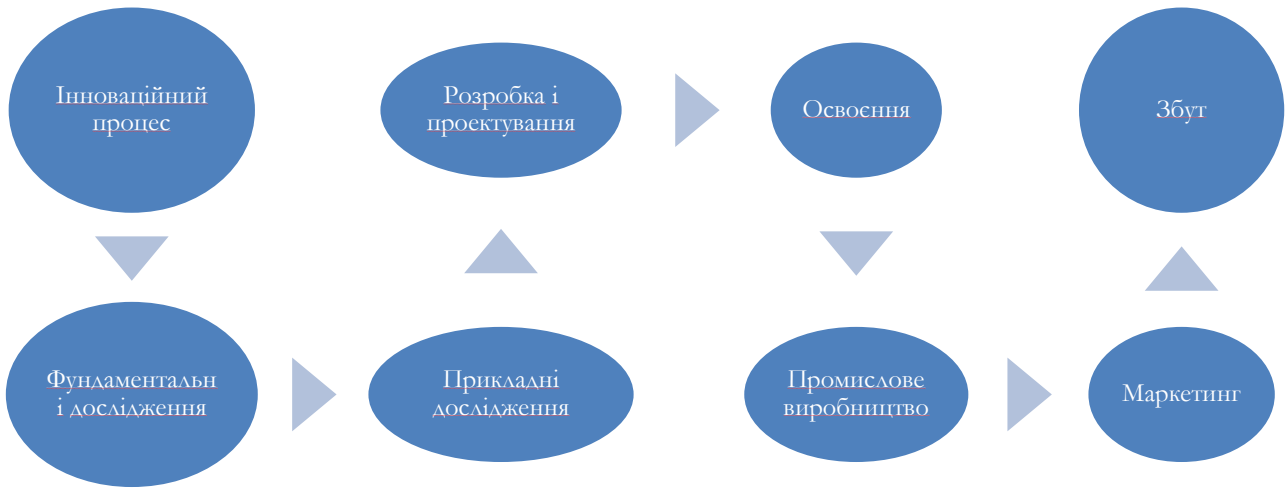 Інноваційний
процес
Фундаментальн
і дослідження
Прикладні
дослідження
Розробка і
проектування
Освоєння
Промислове
виробництво
Маркетинг
Збут